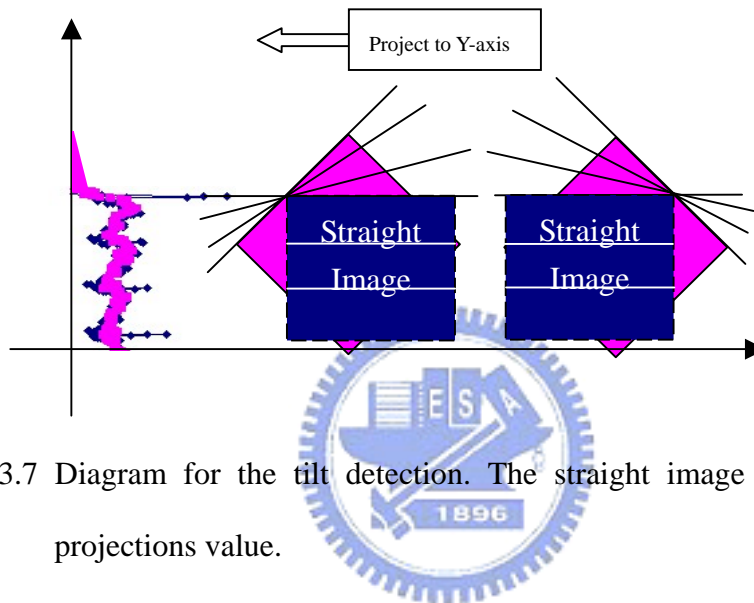 Project to Y-axis
Straight
Image
Straight
Image
ESA
1896
3.7 Diagram for the tilt detection. The straight image
projections value.